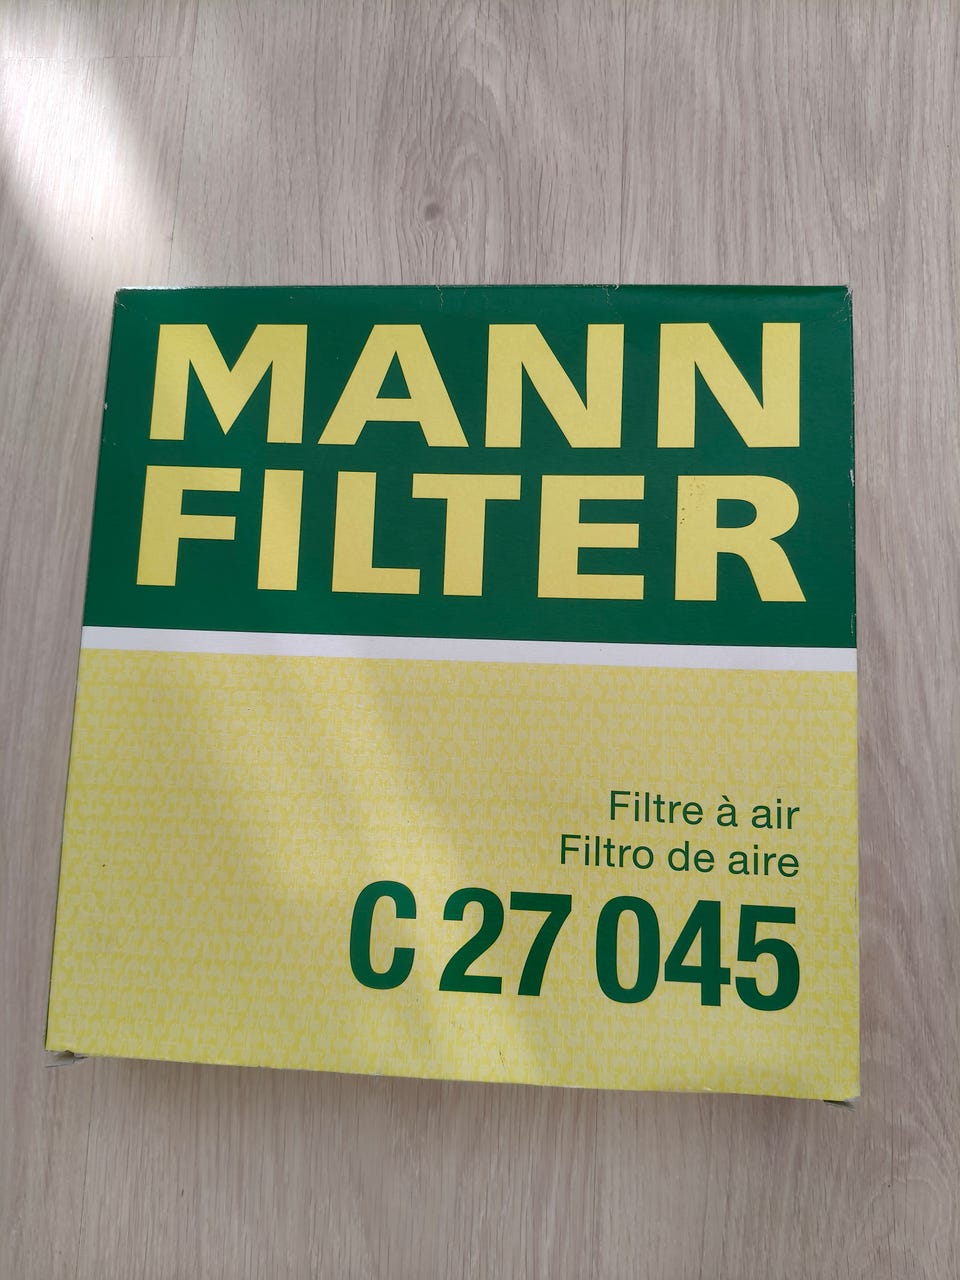 MANN
FILTER
Filtre à air
Filtro de aire
C 27 045